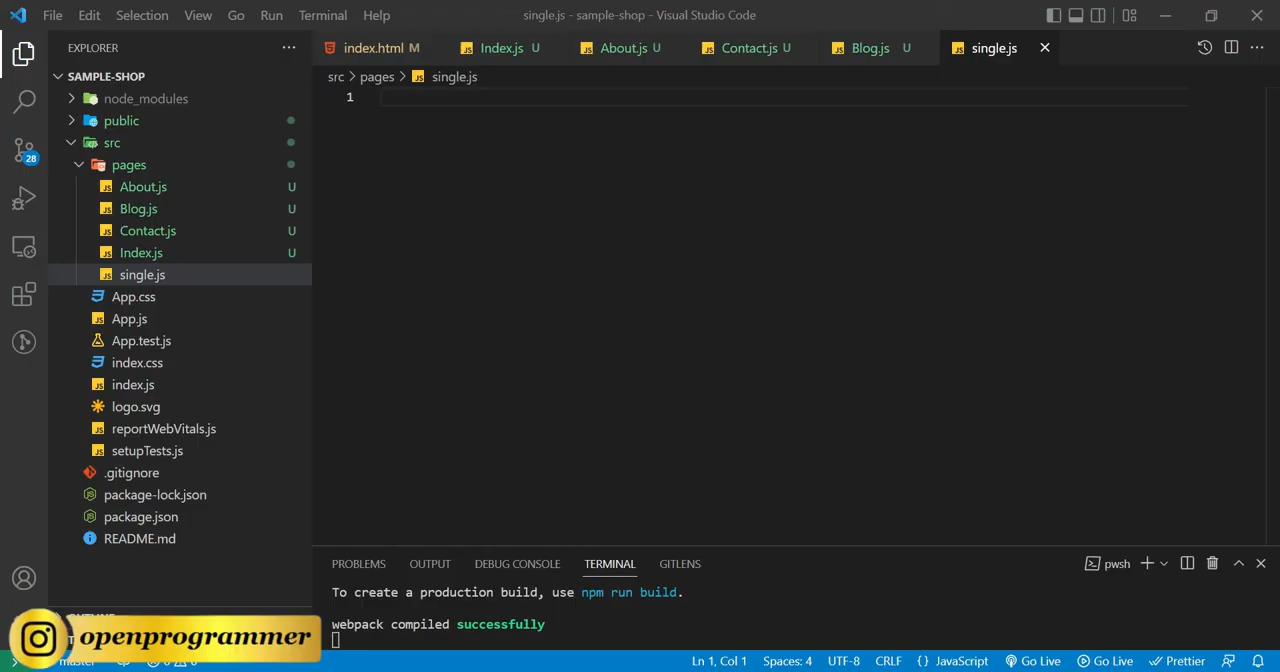 File Edit Selection View Go Run Terminal Help single.js - sample-shop - Visual Studio Code
EXPLORER
SAMPLE-SHOP
node_modules
public
src
pages
About.js U
Blog.js U
Contact.js U
Index.js U
single.js
App.css
App.js
App.test.js
index.css
index.js
logo.svg
reportWebVitals.js
setupTests.js
.gitignore
package-lock.json
package.json
README.md
28
index.html M Index.js U About.js U Contact.js U Blog.js U single.js
src > pages > single.js
1
PROBLEMS OUTPUT DEBUG CONSOLE TERMINAL GITLENS
pwsh
To create a production build, use npm run build.
webpack compiled successfully
openprogrammer
Ln 1, Col 1 Spaces: 4 UTF-8 CRLF {} JavaScript Go Live Go Live Prettier